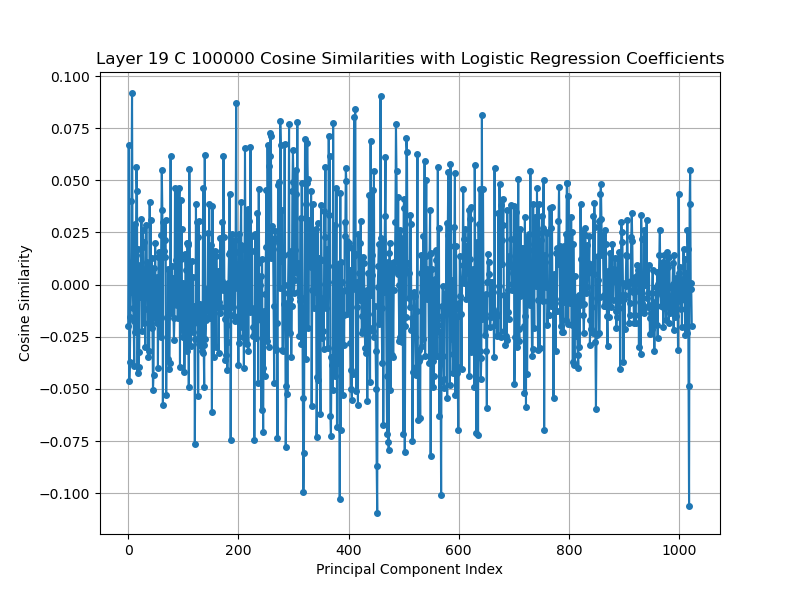 Layer 19 C 100000 Cosine Similarities with Logistic Regression Coefficients
0.100
0.075
0.050
0.025
0.000
−0.025
−0.050
−0.075
−0.100
Cosine Similarity
0 200 400 600 800 1000
Principal Component Index